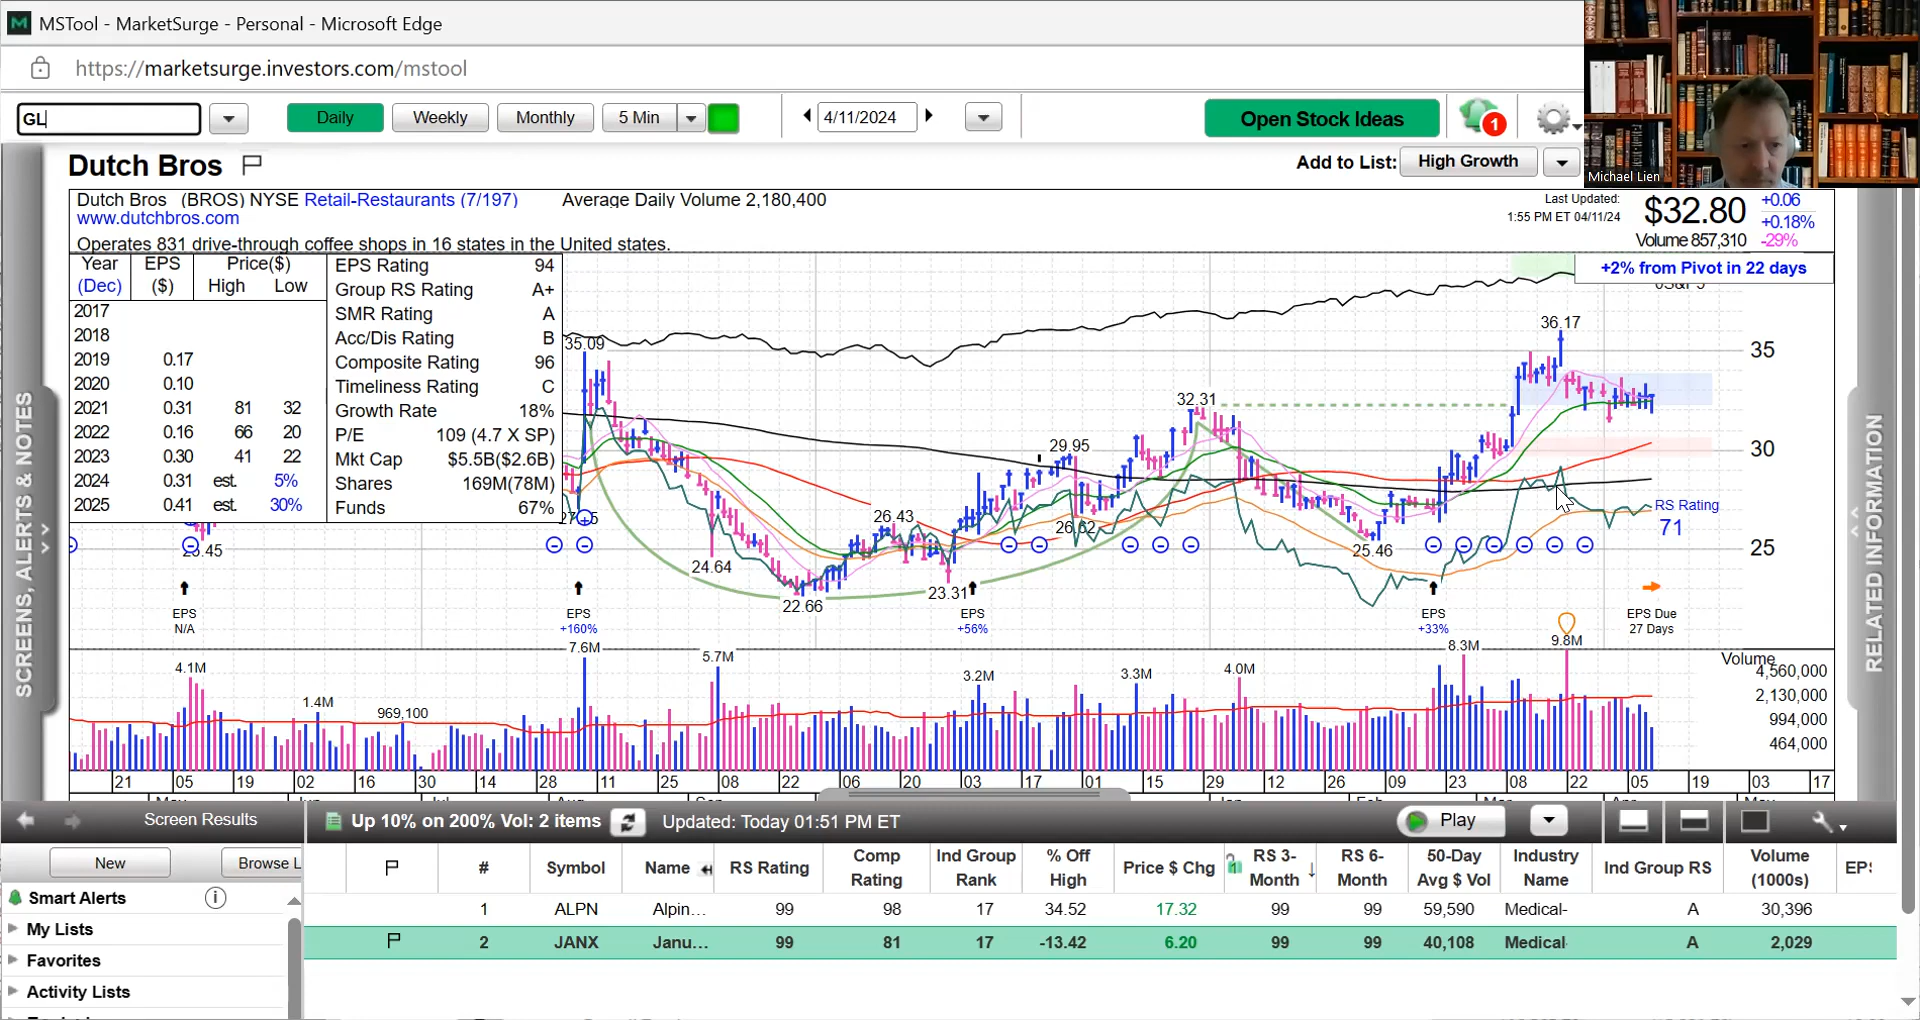 MSTool - MarketSurge - Personal - Microsoft Edge
https://marketsurge.investors.com/mstool
GL
Daily
Weekly
Monthly
5 Min
4/11/2024
Open Stock Ideas
1
Michael Lien
Dutch Bros
Add to List:
High Growth
Dutch Bros (BROS) NYSE Retail-Restaurants (7/197) Average Daily Volume 2,180,400
www.dutchbros.com
Operates 831 drive-through coffee shops in 16 states in the United states.
Last Updated:
1:55 PM ET 04/11/24
$32.80
+0.06
+0.18%
Volume 857,310 -29%
+2% from Pivot in 22 days
Year EPS Price($)
(Dec) ($) High Low
2017
2018
2019 0.17
2020 0.10
2021 0.31 81 32
2022 0.16 66 20
2023 0.30 41 22
2024 0.31 est. 5%
2025 0.41 est. 30%
EPS Rating 94
Group RS Rating A+
SMR Rating A
Acc/Dis Rating B
Composite Rating 96
Timeliness Rating C
Growth Rate 18%
P/E 109 (4.7 X SP)
Mkt Cap $5.5B($2.6B)
Shares 169M(78M)
Funds 67%
35.09
24.64
22.66
26.43
23.31
29.95
26.62
32.31
25.46
36.17
35
30
25
RS Rating
71
EPS
N/A
EPS
+160%
EPS
+56%
EPS
+33%
EPS Due
27 Days
4.1M
1.4M
969,100
7.6M
5.7M
3.2M
3.3M
4.0M
8.3M
9.8M
Volume
4,560,000
2,130,000
994,000
464,000
21 05 19 02 16 30 14 28 11 25 08 22 06 20 03 17 01 15 29 12 26 09 23 08 22 05 19 03 17
SCREENS, ALERTS & NOTES
RELATED INFORMATION
Screen Results
Up 10% on 200% Vol: 2 items
Updated: Today 01:51 PM ET
Play
New
Browse L
Smart Alerts
My Lists
Favorites
Activity Lists
# Symbol Name RS Rating Comp Rating Ind Group Rank % Off High Price $ Chg RS 3-Month RS 6-Month 50-Day Avg $ Vol Industry Name Ind Group RS Volume (1000s) EPS
1 ALPN Alpin... 99 98 17 34.52 17.32 99 99 59,590 Medical- A 30,396
2 JANX Janu... 99 81 17 -13.42 6.20 99 99 40,108 Medical- A 2,029